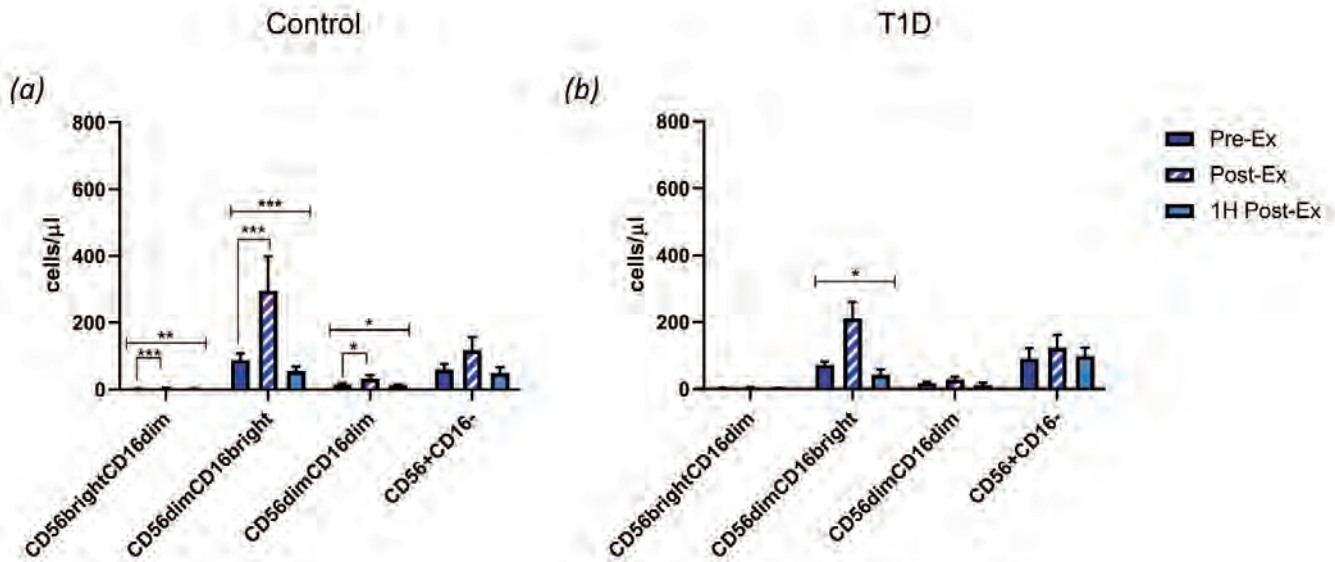 Control
T1D
(a)
(b)
cells/µl
800
600
400
200
0
***
**
***
***
*
*
CD56brightCD16dim
CD56dimCD16bright
CD56dimCD16dim
CD56+CD16-
cells/µl
800
600
400
200
0
*
CD56brightCD16dim
CD56dimCD16bright
CD56dimCD16dim
CD56+CD16-
Pre-Ex
Post-Ex
1H Post-Ex